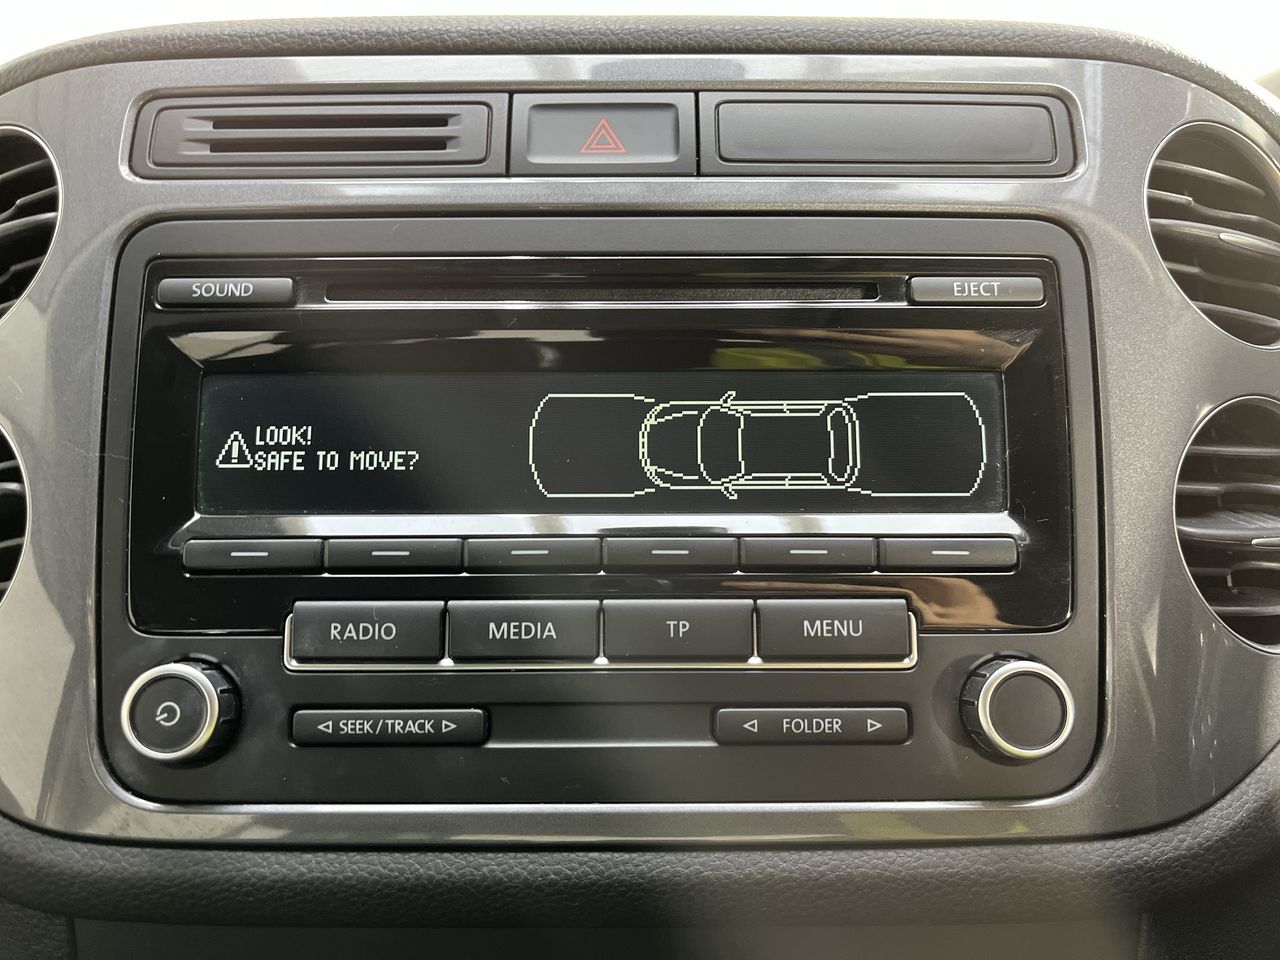 SOUND
EJECT
LOOK!
SAFE TO MOVE?
RADIO
MEDIA
TP
MENU
SEEK/TRACK
FOLDER